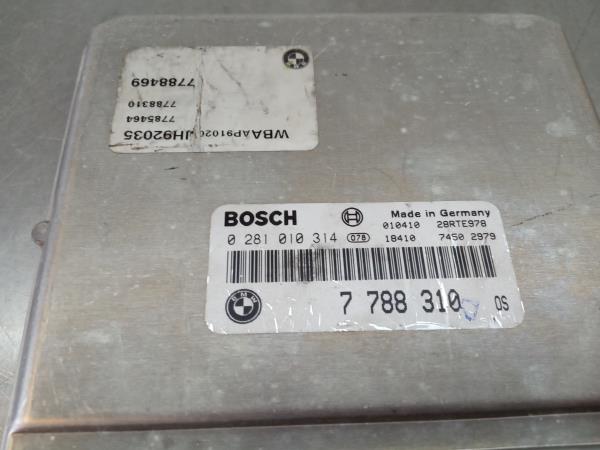 WBAAP91020JH92035
7785464
7788310
7788469
BOSCH
Made in Germany
010410 28RTE978
0 281 010 314 078 18410 7450 2979
7 788 310 DS